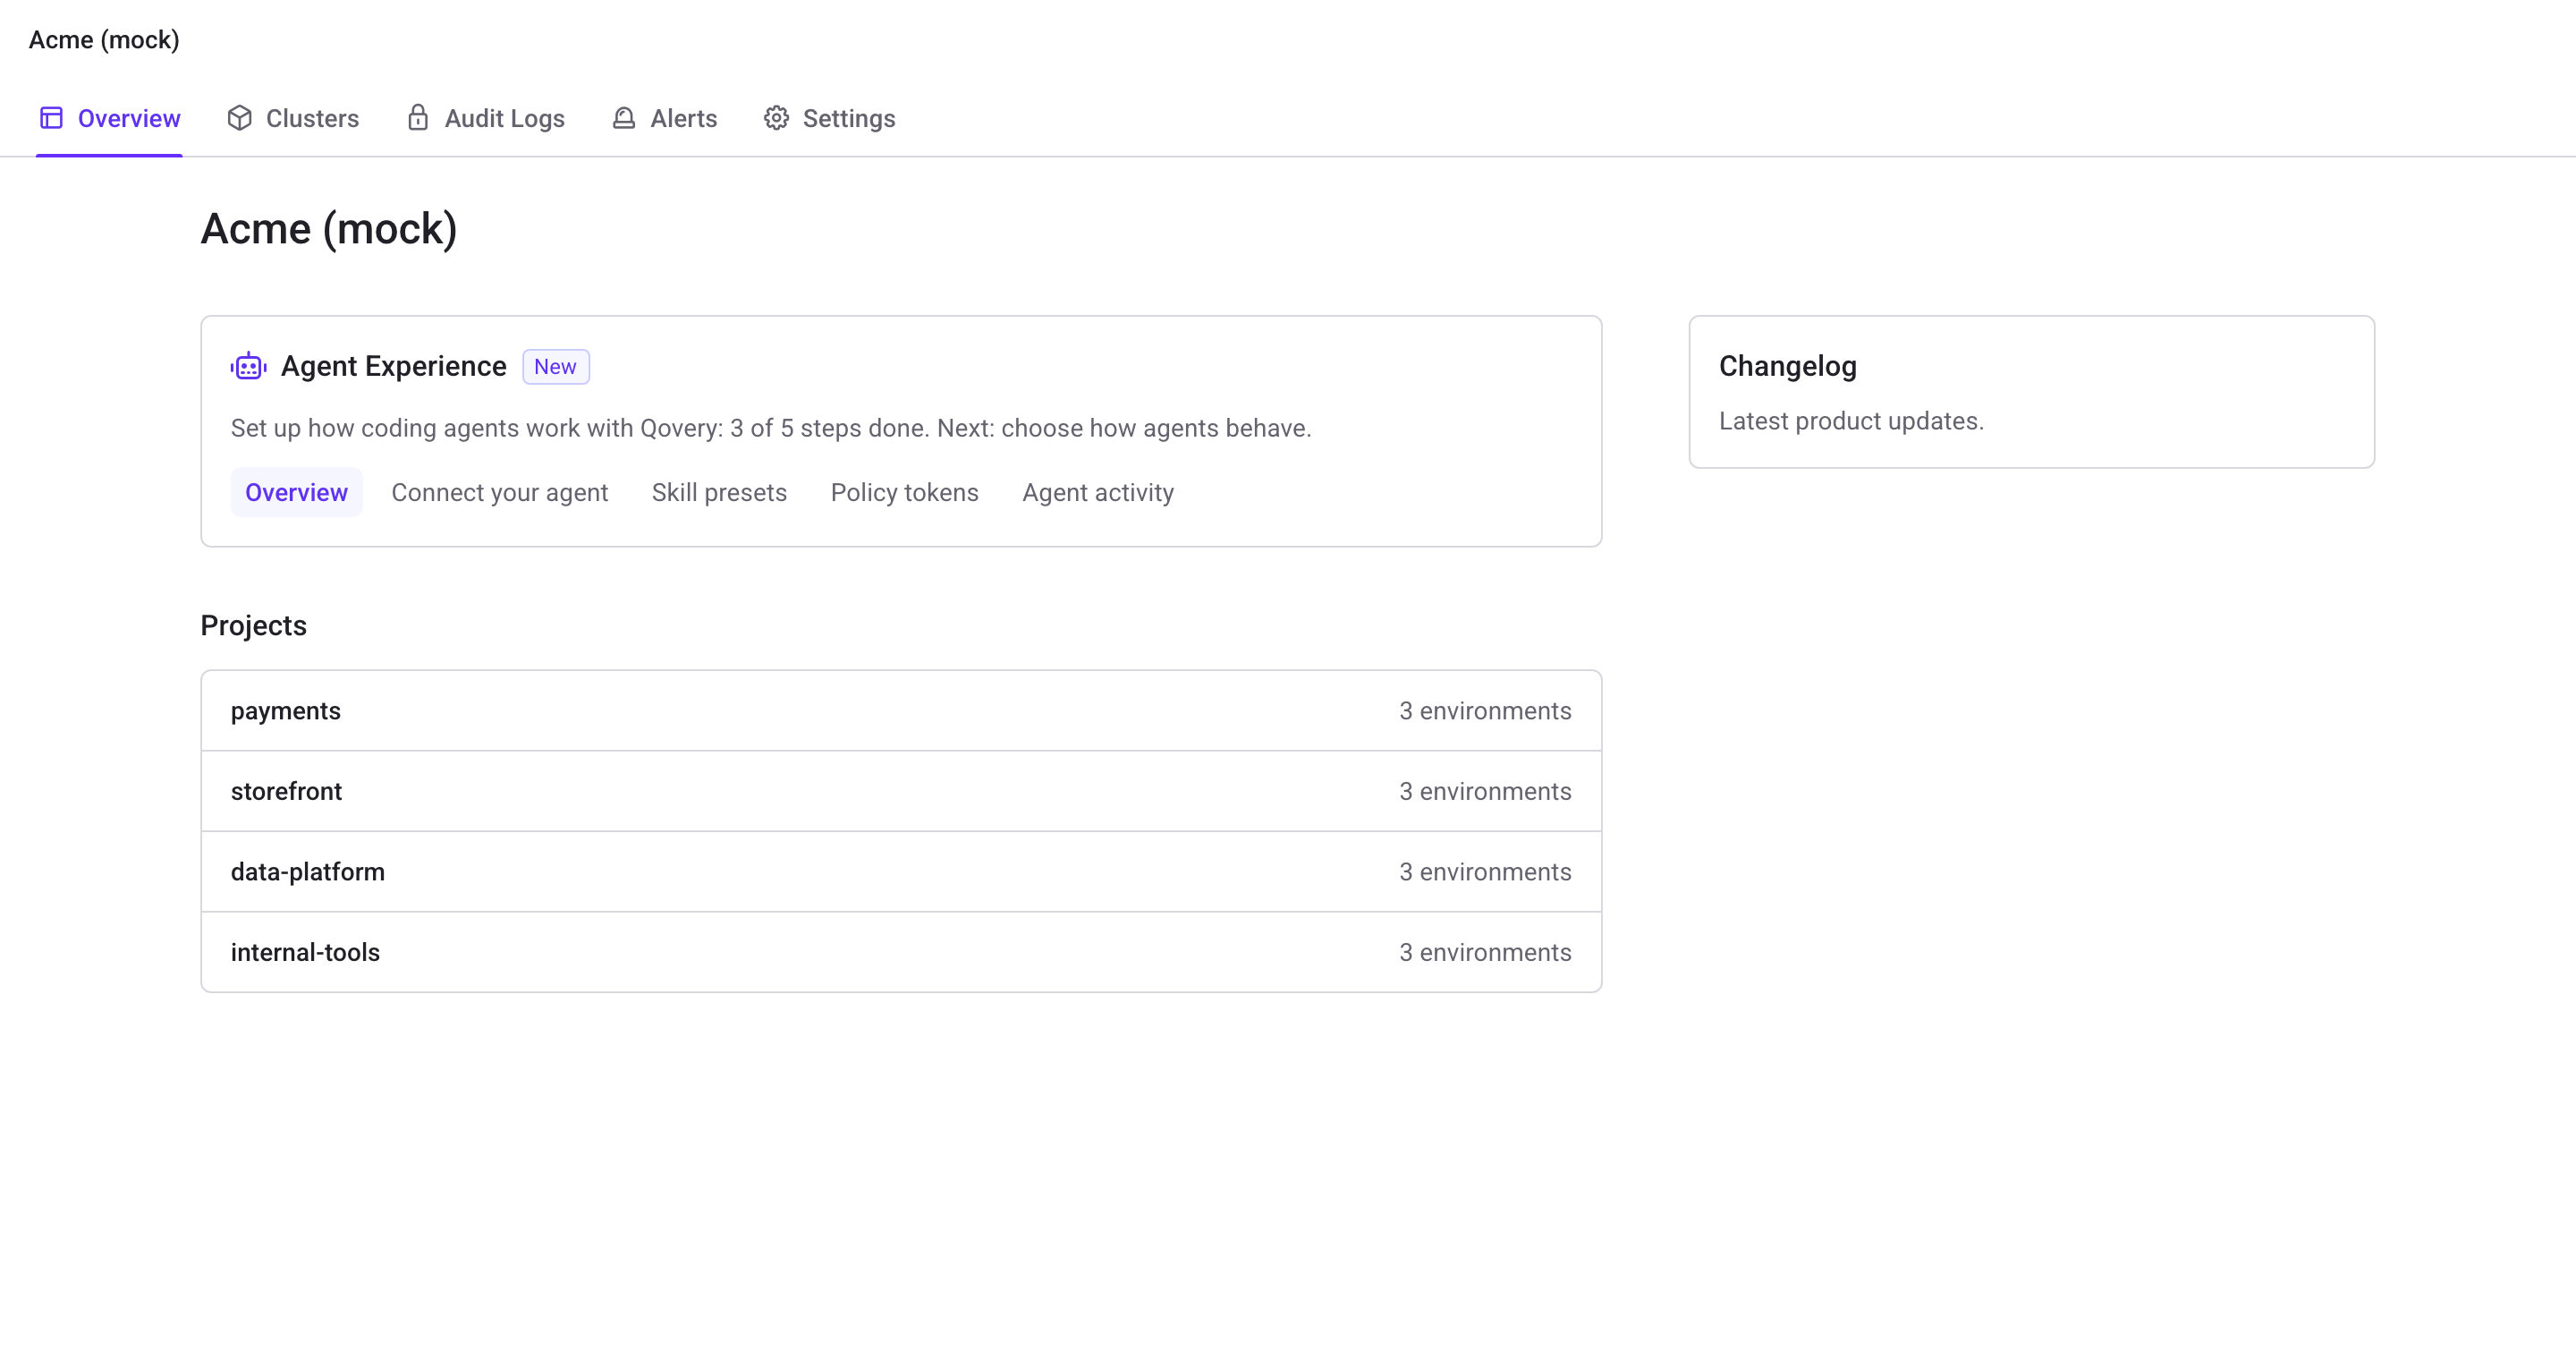 Acme (mock)
Overview
Clusters
Audit Logs
Alerts
Settings
Acme (mock)
Agent Experience New
Set up how coding agents work with Qovery: 3 of 5 steps done. Next: choose how agents behave.
Overview Connect your agent Skill presets Policy tokens Agent activity
Changelog
Latest product updates.
Projects
payments 3 environments
storefront 3 environments
data-platform 3 environments
internal-tools 3 environments